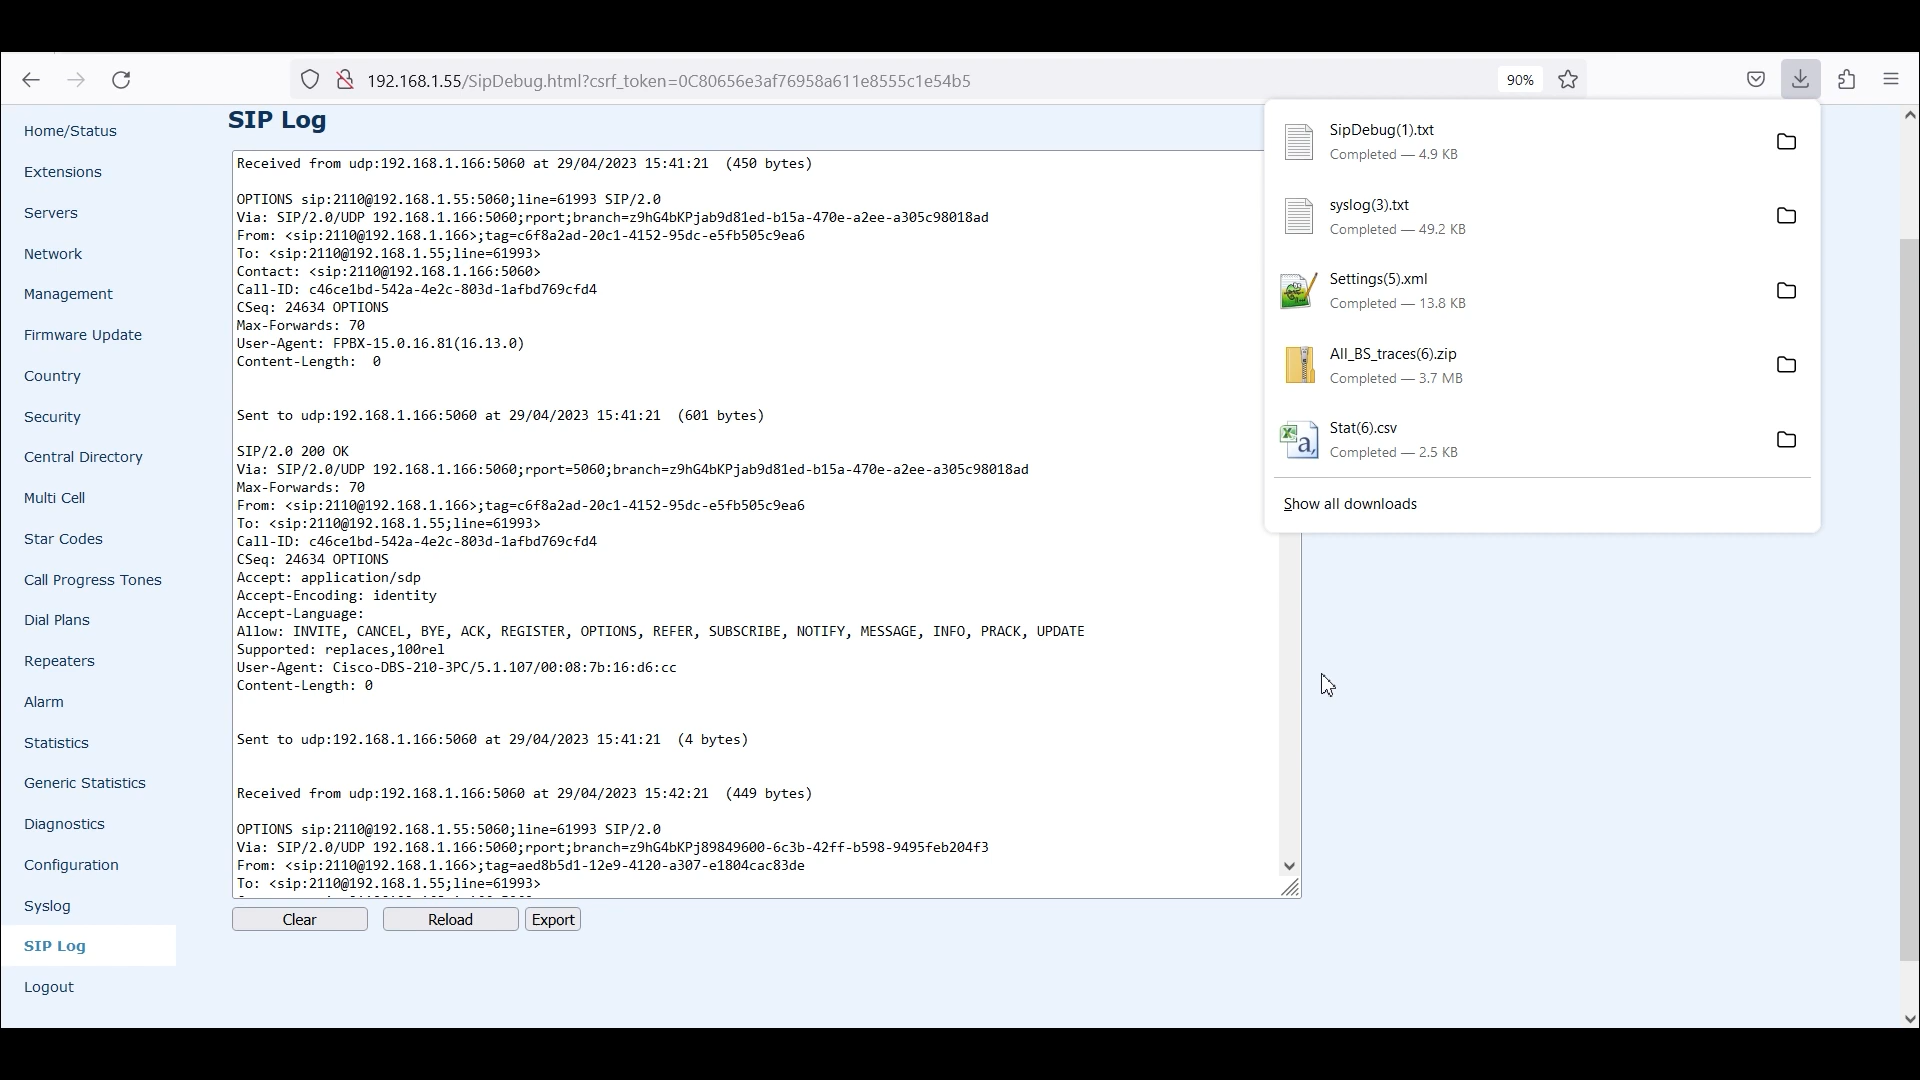 192.168.1.55/SipDebug.html?csrf_token=0C80656e3af76958a611e8555c1e54b5
90%
Home/Status
Extensions
Servers
Network
Management
Firmware Update
Country
Security
Central Directory
Multi Cell
Star Codes
Call Progress Tones
Dial Plans
Repeaters
Alarm
Statistics
Generic Statistics
Diagnostics
Configuration
Syslog
SIP Log
Logout
SIP Log
Received from udp:192.168.1.166:5060 at 29/04/2023 15:41:21 (450 bytes)
OPTIONS sip:2110@192.168.1.55:5060;line=61993 SIP/2.0
Via: SIP/2.0/UDP 192.168.1.166:5060;rport;branch=z9hG4bKPjab9d81ed-b15a-470e-a2ee-a305c98018ad
From: <sip:2110@192.168.1.166>;tag=c6f8a2ad-20c1-4152-95dc-e5fb505c9ea6
To: <sip:2110@192.168.1.55;line=61993>
Contact: <sip:2110@192.168.1.166:5060>
Call-ID: c46ce1bd-542a-4e2c-803d-1afbd769cfd4
CSeq: 24634 OPTIONS
Max-Forwards: 70
User-Agent: FPBX-15.0.16.81(16.13.0)
Content-Length:  0
Sent to udp:192.168.1.166:5060 at 29/04/2023 15:41:21 (601 bytes)
SIP/2.0 200 OK
Via: SIP/2.0/UDP 192.168.1.166:5060;rport=5060;branch=z9hG4bKPjab9d81ed-b15a-470e-a2ee-a305c98018ad
Max-Forwards: 70
From: <sip:2110@192.168.1.166>;tag=c6f8a2ad-20c1-4152-95dc-e5fb505c9ea6
To: <sip:2110@192.168.1.55;line=61993>
Call-ID: c46ce1bd-542a-4e2c-803d-1afbd769cfd4
CSeq: 24634 OPTIONS
Accept: application/sdp
Accept-Encoding: identity
Accept-Language:
Allow: INVITE, CANCEL, BYE, ACK, REGISTER, OPTIONS, REFER, SUBSCRIBE, NOTIFY, MESSAGE, INFO, PRACK, UPDATE
Supported: replaces,100rel
User-Agent: Cisco-DBS-210-3PC/5.1.107/00:08:7b:16:d6:cc
Content-Length: 0
Sent to udp:192.168.1.166:5060 at 29/04/2023 15:41:21 (4 bytes)
Received from udp:192.168.1.166:5060 at 29/04/2023 15:42:21 (449 bytes)
OPTIONS sip:2110@192.168.1.55:5060;line=61993 SIP/2.0
Via: SIP/2.0/UDP 192.168.1.166:5060;rport;branch=z9hG4bKPj89849600-6c3b-42ff-b598-9495feb204f3
From: <sip:2110@192.168.1.166>;tag=aed8b5d1-12e9-4120-a307-e1804cac83de
To: <sip:2110@192.168.1.55;line=61993>
Clear
Reload
Export
SipDebug(1).txt
Completed — 4.9 KB
syslog(3).txt
Completed — 49.2 KB
Settings(5).xml
Completed — 13.8 KB
All_BS_traces(6).zip
Completed — 3.7 MB
Stat(6).csv
Completed — 2.5 KB
Show all downloads